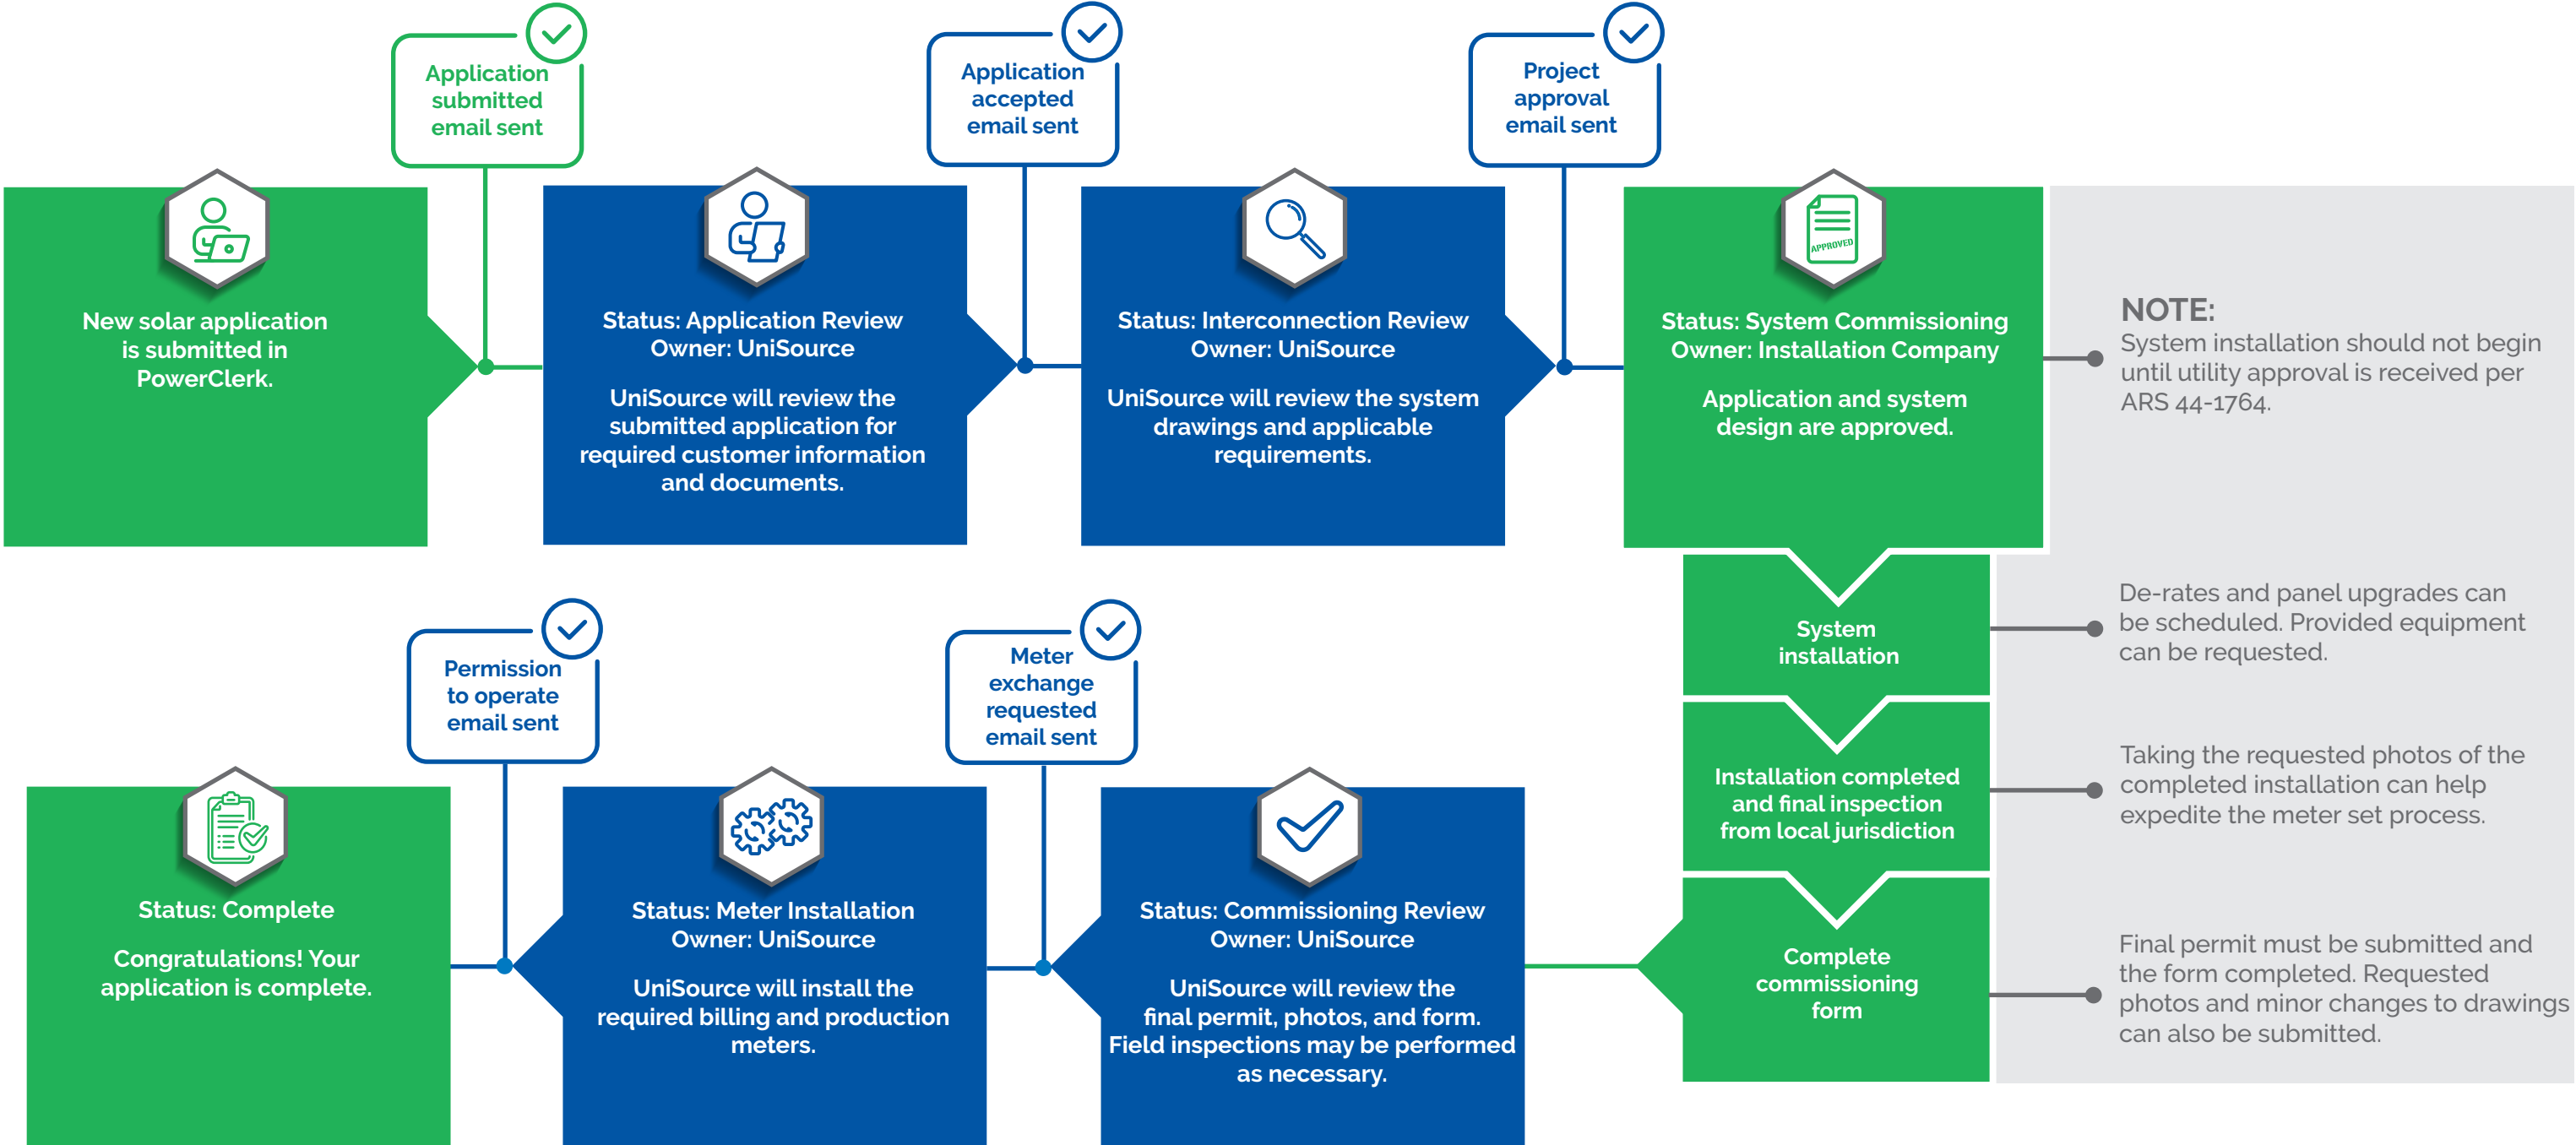 Application
submitted
email sent
Application
accepted
email sent
Project
approval
email sent
New solar application
is submitted in
PowerClerk.
Status: Application Review
Owner: UniSource
UniSource will review the
submitted application for
required customer information
and documents.
Status: Interconnection Review
Owner: UniSource
UniSource will review the system
drawings and applicable
requirements.
APPROVED
Status: System Commissioning
Owner: Installation Company
Application and system
design are approved.
NOTE:
System installation should not begin
until utility approval is received per
ARS 44-1764.
System
installation
De-rates and panel upgrades can
be scheduled. Provided equipment
can be requested.
Installation completed
and final inspection
from local jurisdiction
Taking the requested photos of the
completed installation can help
expedite the meter set process.
Complete
commissioning
form
Final permit must be submitted and
the form completed. Requested
photos and minor changes to drawings
can also be submitted.
Meter
exchange
requested
email sent
Status: Commissioning Review
Owner: UniSource
UniSource will review the
final permit, photos, and form.
Field inspections may be performed
as necessary.
Permission
to operate
email sent
Status: Meter Installation
Owner: UniSource
UniSource will install the
required billing and production
meters.
Status: Complete
Congratulations! Your
application is complete.